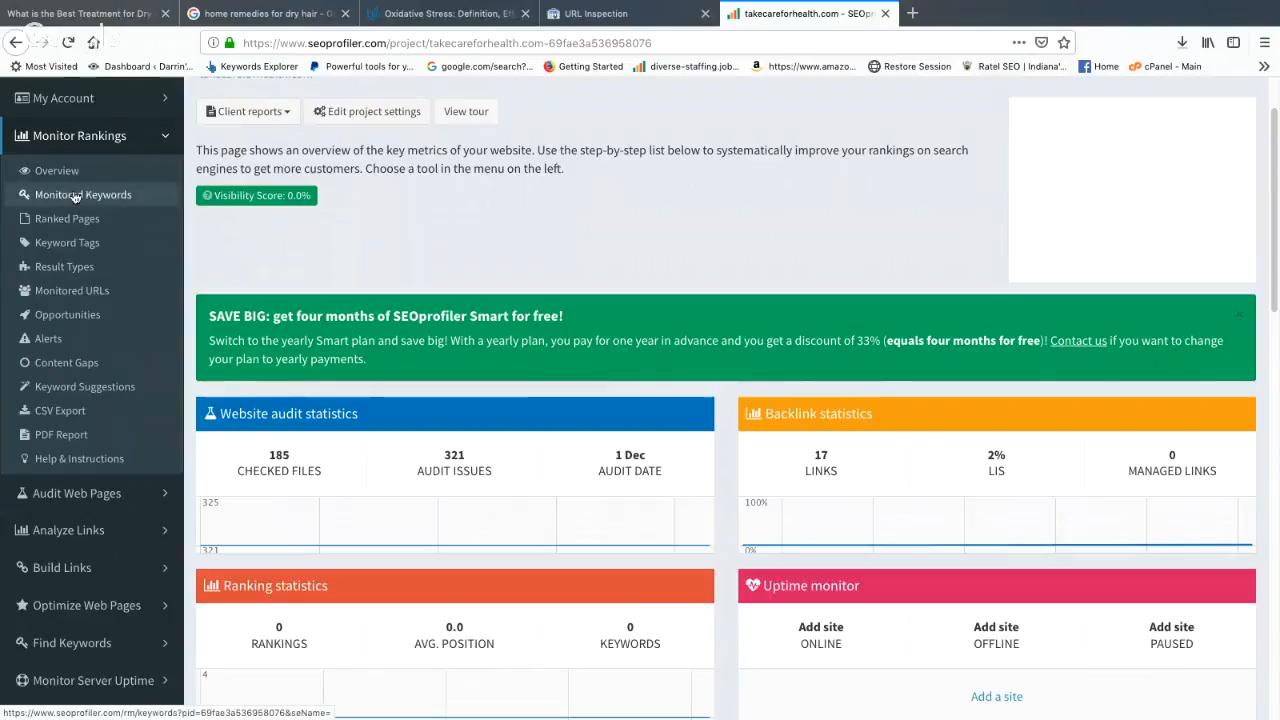 What is the Best Treatment for Dry
home remedies for dry hair - Go
Oxidative Stress: Definition, Eff
URL Inspection
takecareforhealth.com - SEOpr
https://www.seoprofiler.com/project/takecareforhealth.com-69fae3a536958076
Most Visited
Dashboard ‹ Darrin'...
Keywords Explorer
Powerful tools for y...
google.com/search?...
Getting Started
diverse-staffing.job...
https://www.amazo...
Restore Session
Ratel SEO | Indiana'...
Home
cPanel - Main
My Account
Monitor Rankings
Overview
Monitored Keywords
Ranked Pages
Keyword Tags
Result Types
Monitored URLs
Opportunities
Alerts
Content Gaps
Keyword Suggestions
CSV Export
PDF Report
Help & Instructions
Audit Web Pages
Analyze Links
Build Links
Optimize Web Pages
Find Keywords
Monitor Server Uptime
Client reports
Edit project settings
View tour
This page shows an overview of the key metrics of your website. Use the step-by-step list below to systematically improve your rankings on search
engines to get more customers. Choose a tool in the menu on the left.
Visibility Score: 0.0%
SAVE BIG: get four months of SEOprofiler Smart for free!
Switch to the yearly Smart plan and save big! With a yearly plan, you pay for one year in advance and you get a discount of 33% (equals four months for free)! Contact us if you want to change
your plan to yearly payments.
Website audit statistics
185
CHECKED FILES
321
AUDIT ISSUES
1 Dec
AUDIT DATE
325
321
Backlink statistics
17
LINKS
2%
LIS
0
MANAGED LINKS
100%
0%
Ranking statistics
0
RANKINGS
0.0
AVG. POSITION
0
KEYWORDS
4
Uptime monitor
Add site
ONLINE
Add site
OFFLINE
Add site
PAUSED
Add a site
https://www.seoprofiler.com/rm/keywords?pid=69fae3a536958076&seName=